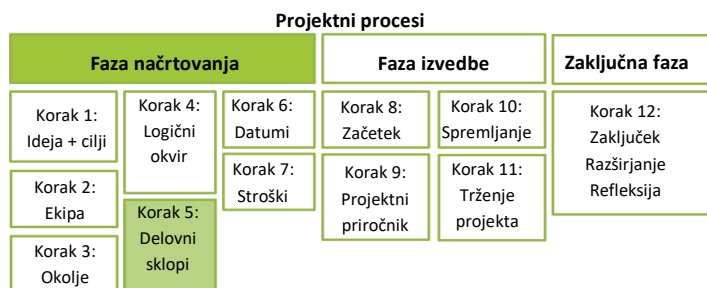 Projektni procesi
Faza načrtovanja
Faza izvedbe
Zaključna faza
Korak 1:
Ideja + cilji
Korak 2:
Ekipa
Korak 3:
Okolje
Korak 4:
Logični
okvir
Korak 5:
Delovni
sklopi
Korak 6:
Datumi
Korak 7:
Stroški
Korak 8:
Začetek
Korak 9:
Projektni
priročnik
Korak 10:
Spremljanje
Korak 11:
Trženje
projekta
Korak 12:
Zaključek
Razširjanje
Refleksija